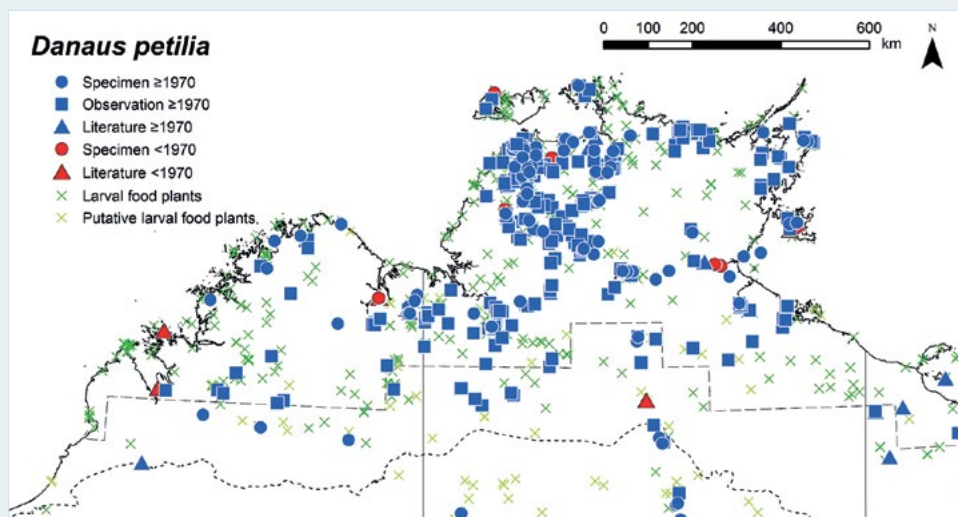 Danaus petilia
Specimen ≥1970
Observation ≥1970
Literature ≥1970
Specimen <1970
Literature <1970
Larval food plants
Putative larval food plants.
0 100 200 400 600
km
N